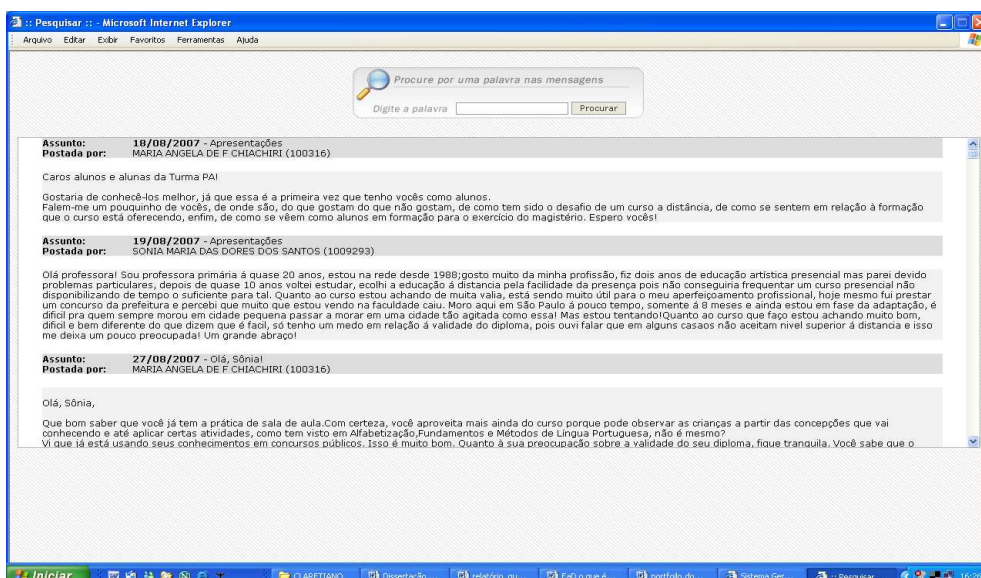 :: Pesquisar :: - Microsoft Internet Explorer
Arquivo Editar Exibir Favoritos Ferramentas Ajuda
Procure por uma palavra nas mensagens
Digite a palavra Procurar
Assunto: 18/08/2007 - Apresentações
Postada por: MARIA ANGELA DE F CHIACHIRI (100316)
Caros alunos e alunas da Turma PA!
Gostaria de conhecê-los melhor, já que essa é a primeira vez que tenho vocês como alunos.
Falem-me um pouquinho de vocês, de onde são, do que gostam do que não gostam, de como tem sido o desafio de um curso a distância, de como se sentem em relação à formação
que o curso está oferecendo, enfim, de como se vêem como alunos em formação para o exercício do magistério. Espero vocês!
Assunto: 19/08/2007 - Apresentações
Postada por: SONIA MARIA DAS DORES DOS SANTOS (1009293)
Olá professora! Sou professora primária á quase 20 anos, estou na rede desde 1988;gosto muito da minha profissão, fiz dois anos de educação artística presencial mas parei devido
problemas particulares, depois de quase 10 anos voltei estudar, ecolhi a educação á distancia pela facilidade da presença pois não conseguiria frequentar um curso presencial não
disponibilizando de tempo o suficiente para tal. Quanto ao curso estou achando de muita valia, está sendo muito útil para o meu aperfeiçoamento profissional, hoje mesmo fui prestar
um concurso da prefeitura e percebi que muito que estou vendo na faculdade caiu. Moro aqui em São Paulo á pouco tempo, somente á 8 meses e ainda estou em fase da adaptação, é
dificil pra quem sempre morou em cidade pequena passar a morar em uma cidade tão agitada como essa! Mas estou tentando!Quanto ao curso que faço estou achando muito bom,
dificil e bem diferente do que dizem que é facil, só tenho um medo em relação á validade do diploma, pois ouvi falar que em alguns casaos não aceitam nivel superior á distancia e isso
me deixa um pouco preocupada! Um grande abraço!
Assunto: 27/08/2007 - Olá, Sônia!
Postada por: MARIA ANGELA DE F CHIACHIRI (100316)
Olá, Sônia,
Que bom saber que você já tem a prática de sala de aula.Com certeza, você aproveita mais ainda do curso porque pode observar as crianças a partir das concepções que vai
conhecendo e até aplicar certas atividades, como tem visto em Alfabetização,Fundamentos e Métodos de Língua Portuguesa, não é mesmo?
Vi que já está usando seus conhecimentos em concursos públicos. Isso é muito bom. Quanto à sua preocupação sobre a validade do seu diploma, fique tranquila. Você sabe que o
Iniciar CLARETIANO Dissertação relatório_qu EaD o que é portfolio do Sistema Ger :: Pesquisar 16:26